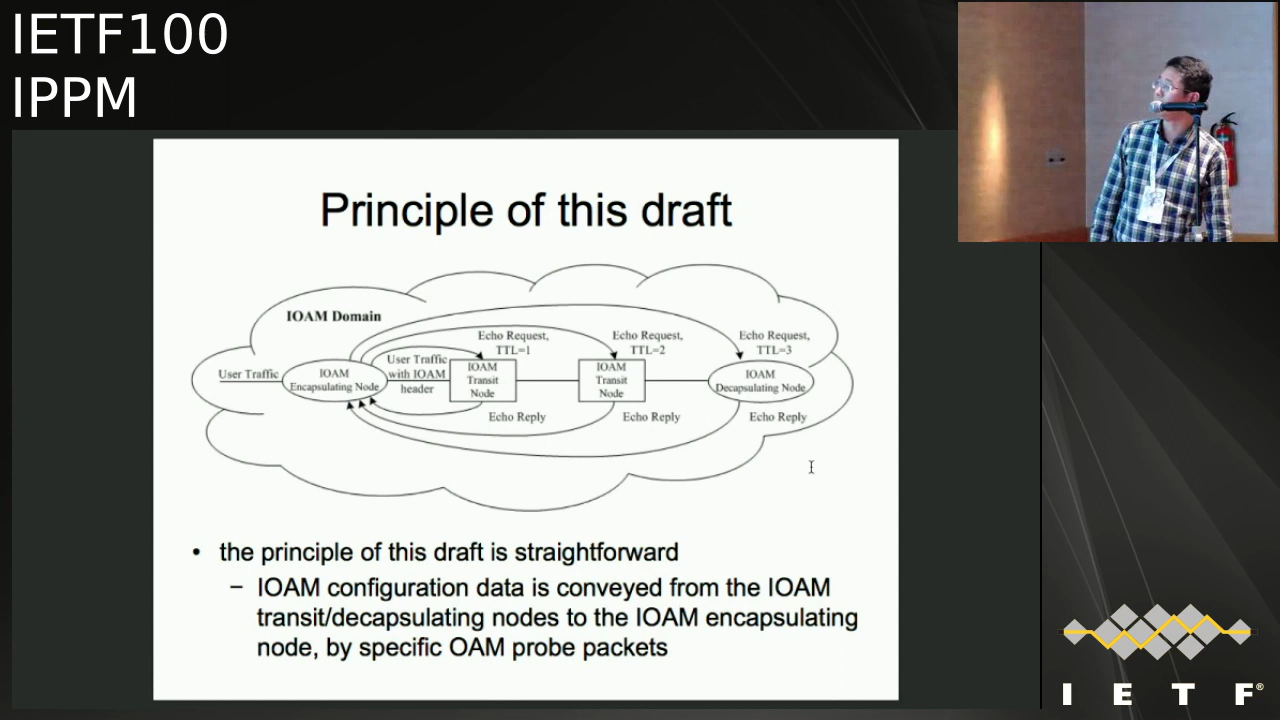 IETF100
IPPM
Principle of this draft
IOAM Domain
Echo Request,
TTL=1
Echo Request,
TTL=2
Echo Request,
TTL=3
User Traffic
IOAM
Encapsulating Node
User Traffic
with IOAM
header
IOAM
Transit
Node
IOAM
Transit
Node
IOAM
Decapsulating Node
Echo Reply
Echo Reply
Echo Reply
• the principle of this draft is straightforward
– IOAM configuration data is conveyed from the IOAM
transit/decapsulating nodes to the IOAM encapsulating
node, by specific OAM probe packets
I E T F®